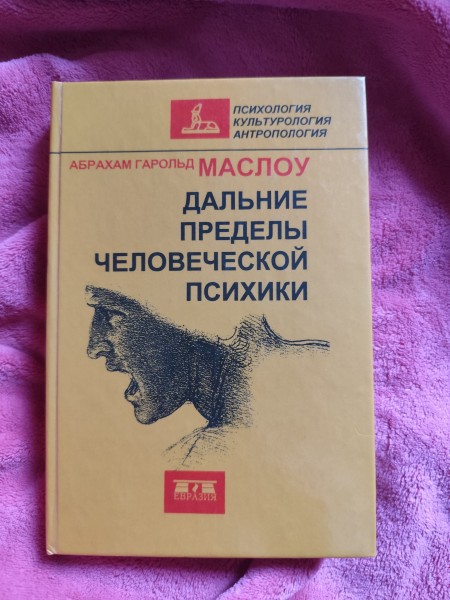 ПСИХОЛОГИЯ
КУЛЬТУРОЛОГИЯ
АНТРОПОЛОГИЯ
АБРАХАМ ГАРОЛЬД МАСЛОУ
ДАЛЬНИЕ
ПРЕДЕЛЫ
ЧЕЛОВЕЧЕСКОЙ
ПСИХИКИ
ЕВРАЗИЯ